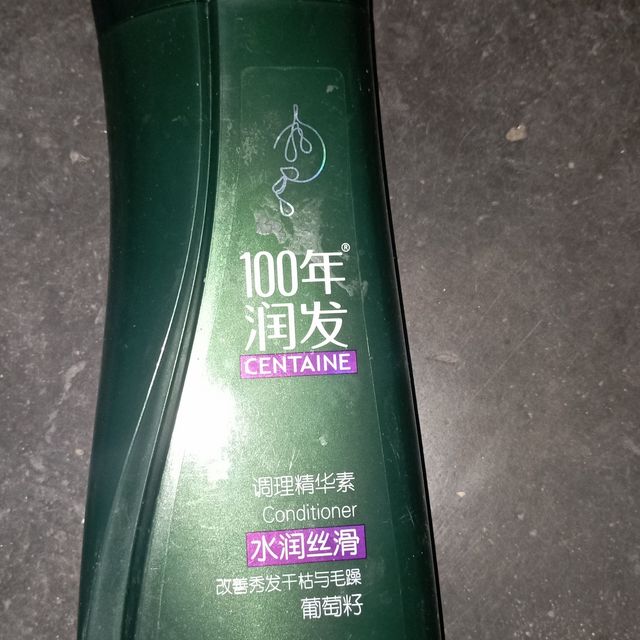 100年®
润发
CENTAINE
调理精华素
Conditioner
水润丝滑
改善秀发干枯与毛躁
葡萄籽